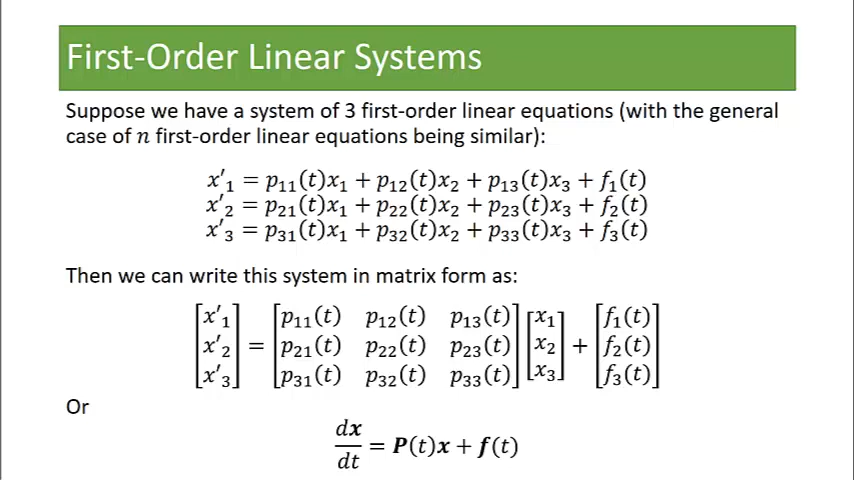 First-Order Linear Systems
Suppose we have a system of 3 first-order linear equations (with the general
case of n first-order linear equations being similar):
x′₁ = p₁₁(t)x₁ + p₁₂(t)x₂ + p₁₃(t)x₃ + f₁(t)
x′₂ = p₂₁(t)x₁ + p₂₂(t)x₂ + p₂₃(t)x₃ + f₂(t)
x′₃ = p₃₁(t)x₁ + p₃₂(t)x₂ + p₃₃(t)x₃ + f₃(t)
Then we can write this system in matrix form as:
[x′₁] [p₁₁(t) p₁₂(t) p₁₃(t)] [x₁] [f₁(t)]
[x′₂] = [p₂₁(t) p₂₂(t) p₂₃(t)] [x₂] + [f₂(t)]
[x′₃] [p₃₁(t) p₃₂(t) p₃₃(t)] [x₃] [f₃(t)]
Or
dx/dt = P(t)x + f(t)